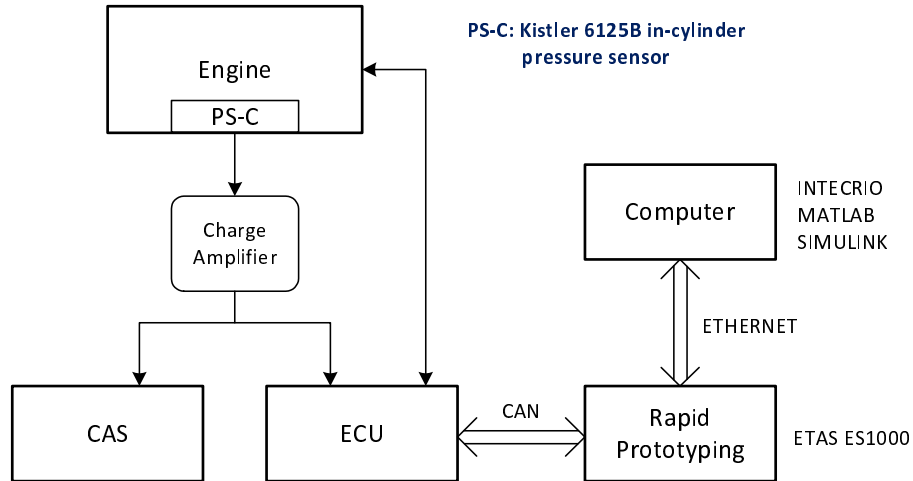 PS-C: Kistler 6125B in-cylinder
pressure sensor
Engine
PS-C
Charge
Amplifier
Computer
INTECRIO
MATLAB
SIMULINK
ETHERNET
CAS
ECU
CAN
Rapid
Prototyping
ETAS ES1000